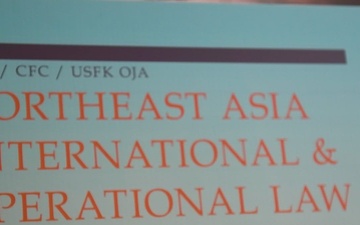 / CFC / USFK OJA
ORTHEAST ASIA
NTERNATIONAL &
PERATIONAL LAW